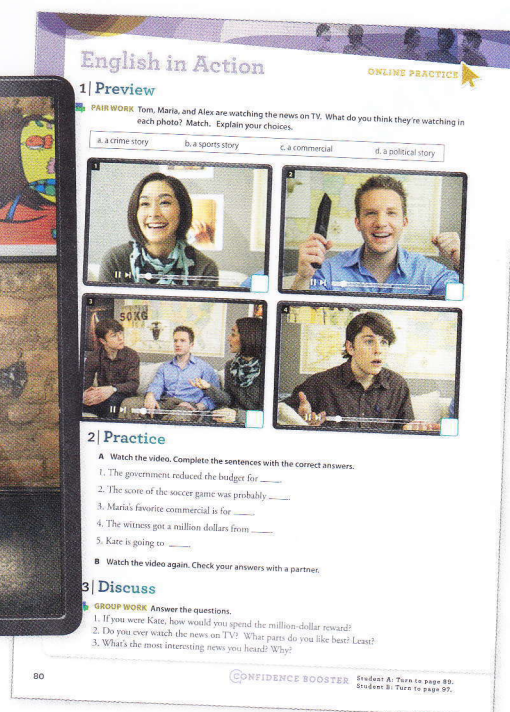 English in Action
ONLINE PRACTICE
1 | Preview
PAIR WORK Tom, Maria, and Alex are watching the news on TV. What do you think they're watching in
each photo? Match. Explain your choices.
a. a crime story b. a sports story c. a commercial d. a political story
1
2
3
SONG
4
2 | Practice
A Watch the video. Complete the sentences with the correct answers.
1. The government reduced the budget for ____
2. The score of the soccer game was probably ____
3. Maria's favorite commercial is for ____
4. The witness got a million dollars from ____
5. Kate is going to ____
B Watch the video again. Check your answers with a partner.
3 | Discuss
GROUP WORK Answer the questions.
1. If you were Kate, how would you spend the million-dollar reward?
2. Do you ever watch the news on TV? What parts do you like best? Least?
3. What's the most interesting news you heard? Why?
80
CONFIDENCE BOOSTER Student A: Turn to page 89.
Student B: Turn to page 97.